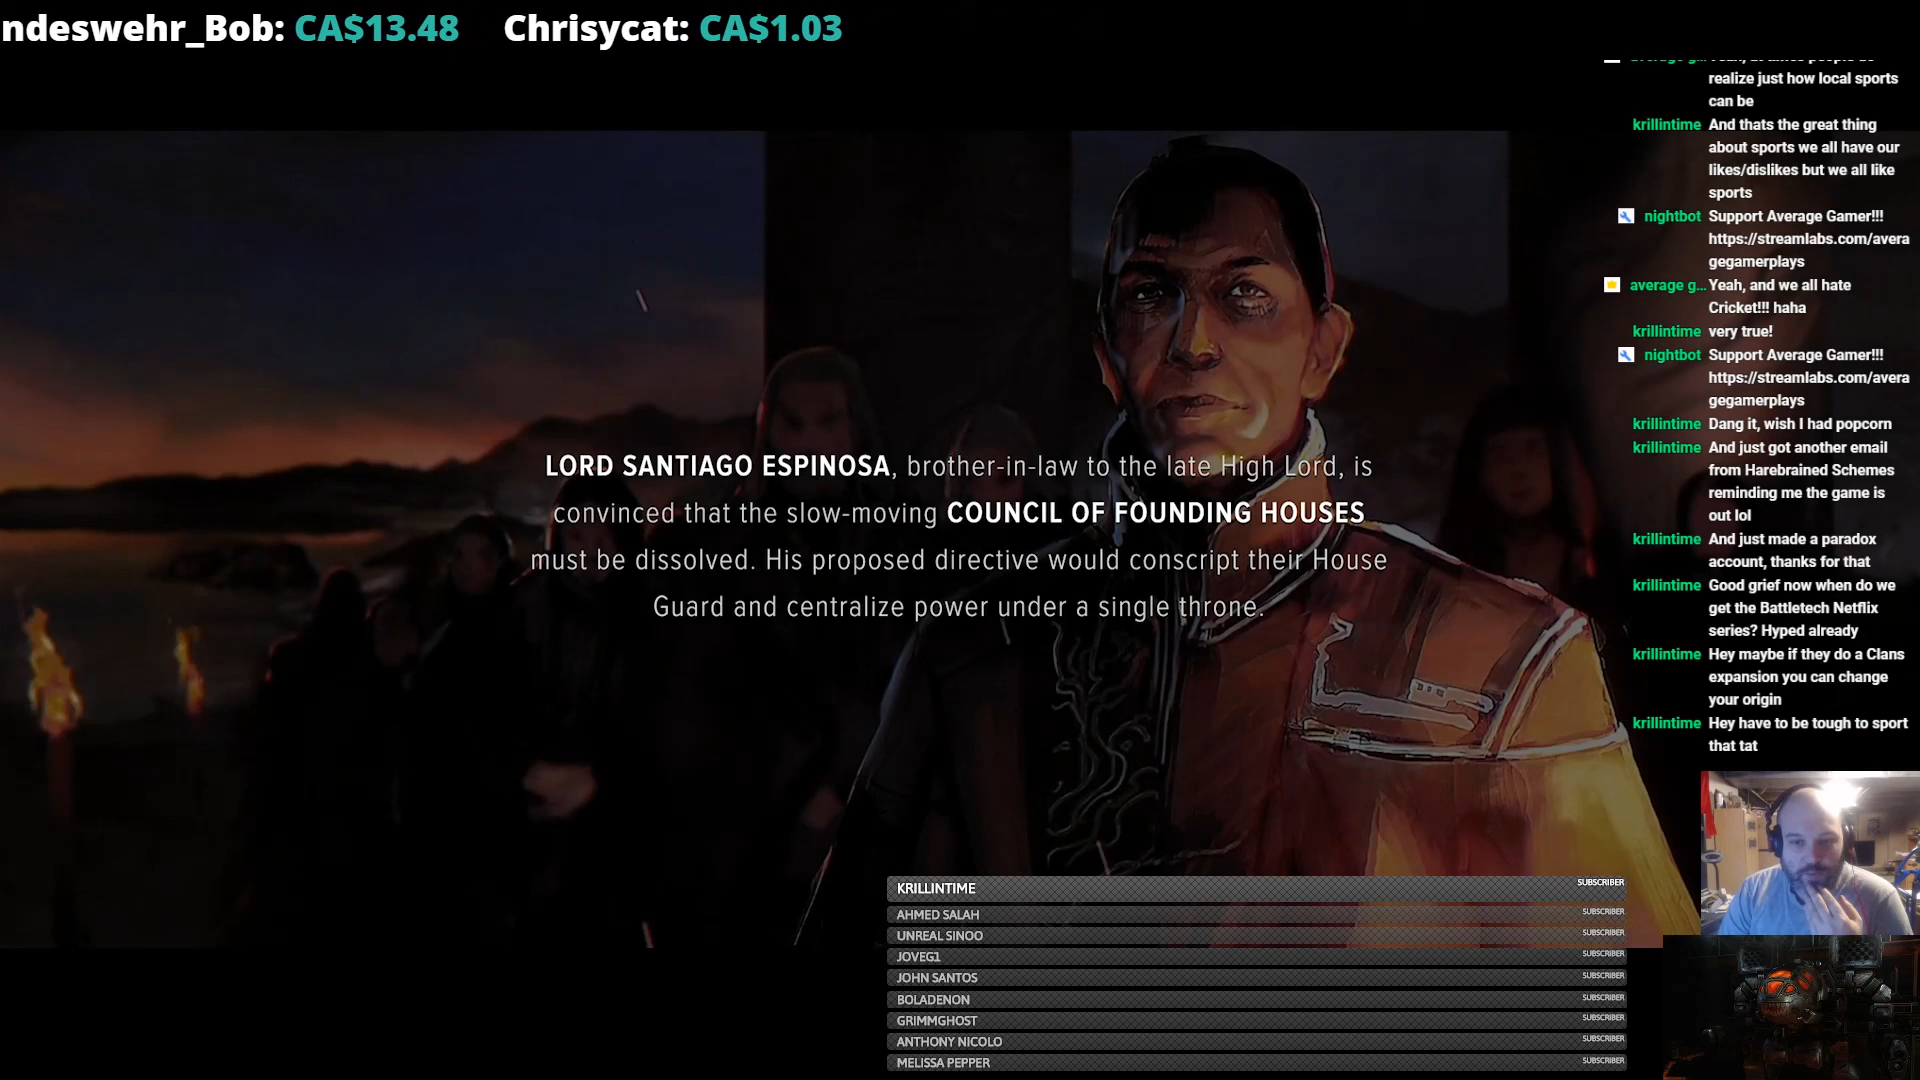 ndeswehr_Bob: CA$13.48 Chrisycat: CA$1.03
realize just how local sports
can be
krillintime And thats the great thing
about sports we all have our
likes/dislikes but we all like
sports
nightbot Support Average Gamer!!!
https://streamlabs.com/avera
gegamerplays
average g... Yeah, and we all hate
Cricket!!! haha
krillintime very true!
nightbot Support Average Gamer!!!
https://streamlabs.com/avera
gegamerplays
krillintime Dang it, wish I had popcorn
krillintime And just got another email
from Harebrained Schemes
reminding me the game is
out lol
krillintime And just made a paradox
account, thanks for that
krillintime Good grief now when do we
get the Battletech Netflix
series? Hyped already
krillintime Hey maybe if they do a Clans
expansion you can change
your origin
krillintime Hey have to be tough to sport
that tat
LORD SANTIAGO ESPINOSA, brother-in-law to the late High Lord, is
convinced that the slow-moving COUNCIL OF FOUNDING HOUSES
must be dissolved. His proposed directive would conscript their House
Guard and centralize power under a single throne.
KRILLINTIME SUBSCRIBER
AHMED SALAH SUBSCRIBER
UNREAL SINOO SUBSCRIBER
JOVEG1 SUBSCRIBER
JOHN SANTOS SUBSCRIBER
BOLADENON SUBSCRIBER
GRIMMGHOST SUBSCRIBER
ANTHONY NICOLO SUBSCRIBER
MELISSA PEPPER SUBSCRIBER